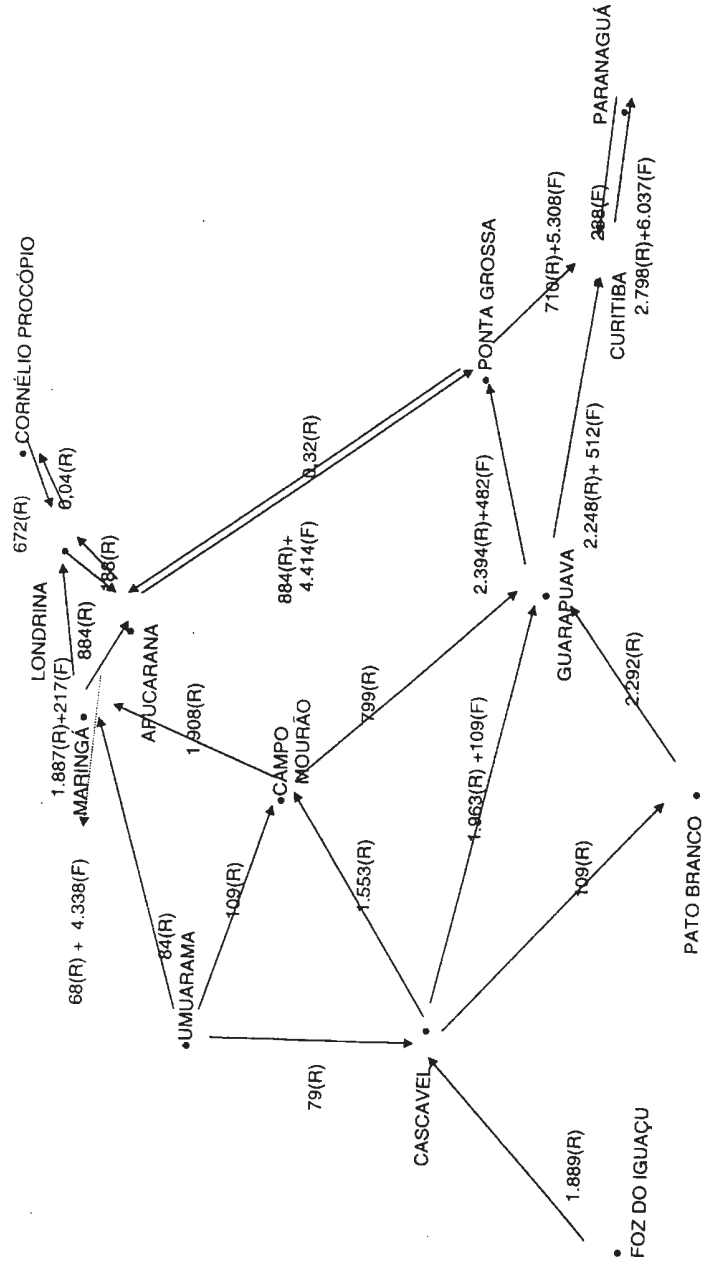 CORNÉLIO PROCÓPIO
672(R)
0,04(R)
LONDRINA
188(R)
884(R)
1.887(R)+217(F)
MARINGÁ
APUCARANA
68(R) + 4.338(F)
1.908(R)
84(R)
UMUARAMA
109(R)
CAMPO
MOURÃO
884(R)+
4.414(F)
0,32(R)
PONTA GROSSA
PARANAGUÁ
710(R)+5.308(F)
288(F)
CURITIBA
2.798(R)+6.037(F)
2.394(R)+482(F)
2.248(R)+ 512(F)
GUARAPUAVA
799(R)
1.963(R) +109(F)
1.553(R)
2.292(R)
109(R)
PATO BRANCO
79(R)
CASCAVEL
1.889(R)
FOZ DO IGUAÇU